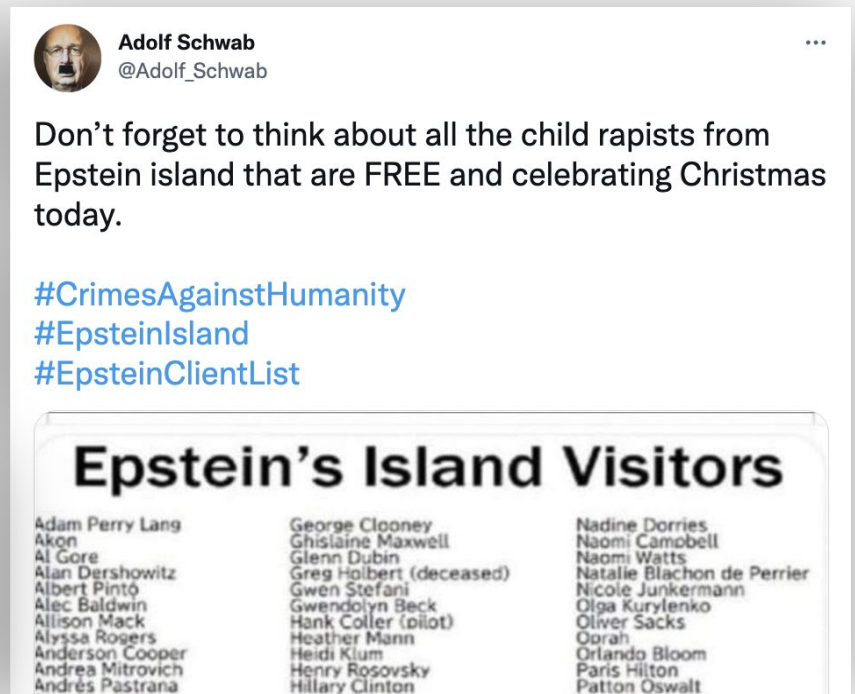 Adolf Schwab
@Adolf_Schwab
Don’t forget to think about all the child rapists from
Epstein island that are FREE and celebrating Christmas
today.
#CrimesAgainstHumanity
#EpsteinIsland
#EpsteinClientList
Epstein’s Island Visitors
Adam Perry Lang
Akon
Al Gore
Alan Dershowitz
Albert Pinto
Alec Baldwin
Allison Mack
Alyssa Rogers
Anderson Cooper
Andrea Mitrovich
Andrés Pastrana
George Clooney
Ghislaine Maxwell
Glenn Dubin
Greg Holbert (deceased)
Gwen Stefani
Gwendolyn Beck
Hank Coller (pilot)
Heather Mann
Heidi Klum
Henry Rosovsky
Hillary Clinton
Nadine Dorries
Naomi Campbell
Naomi Watts
Natalie Blachon de Perrier
Nicole Junkermann
Olga Kurylenko
Oliver Sacks
Oprah
Orlando Bloom
Paris Hilton
Patton Oswalt